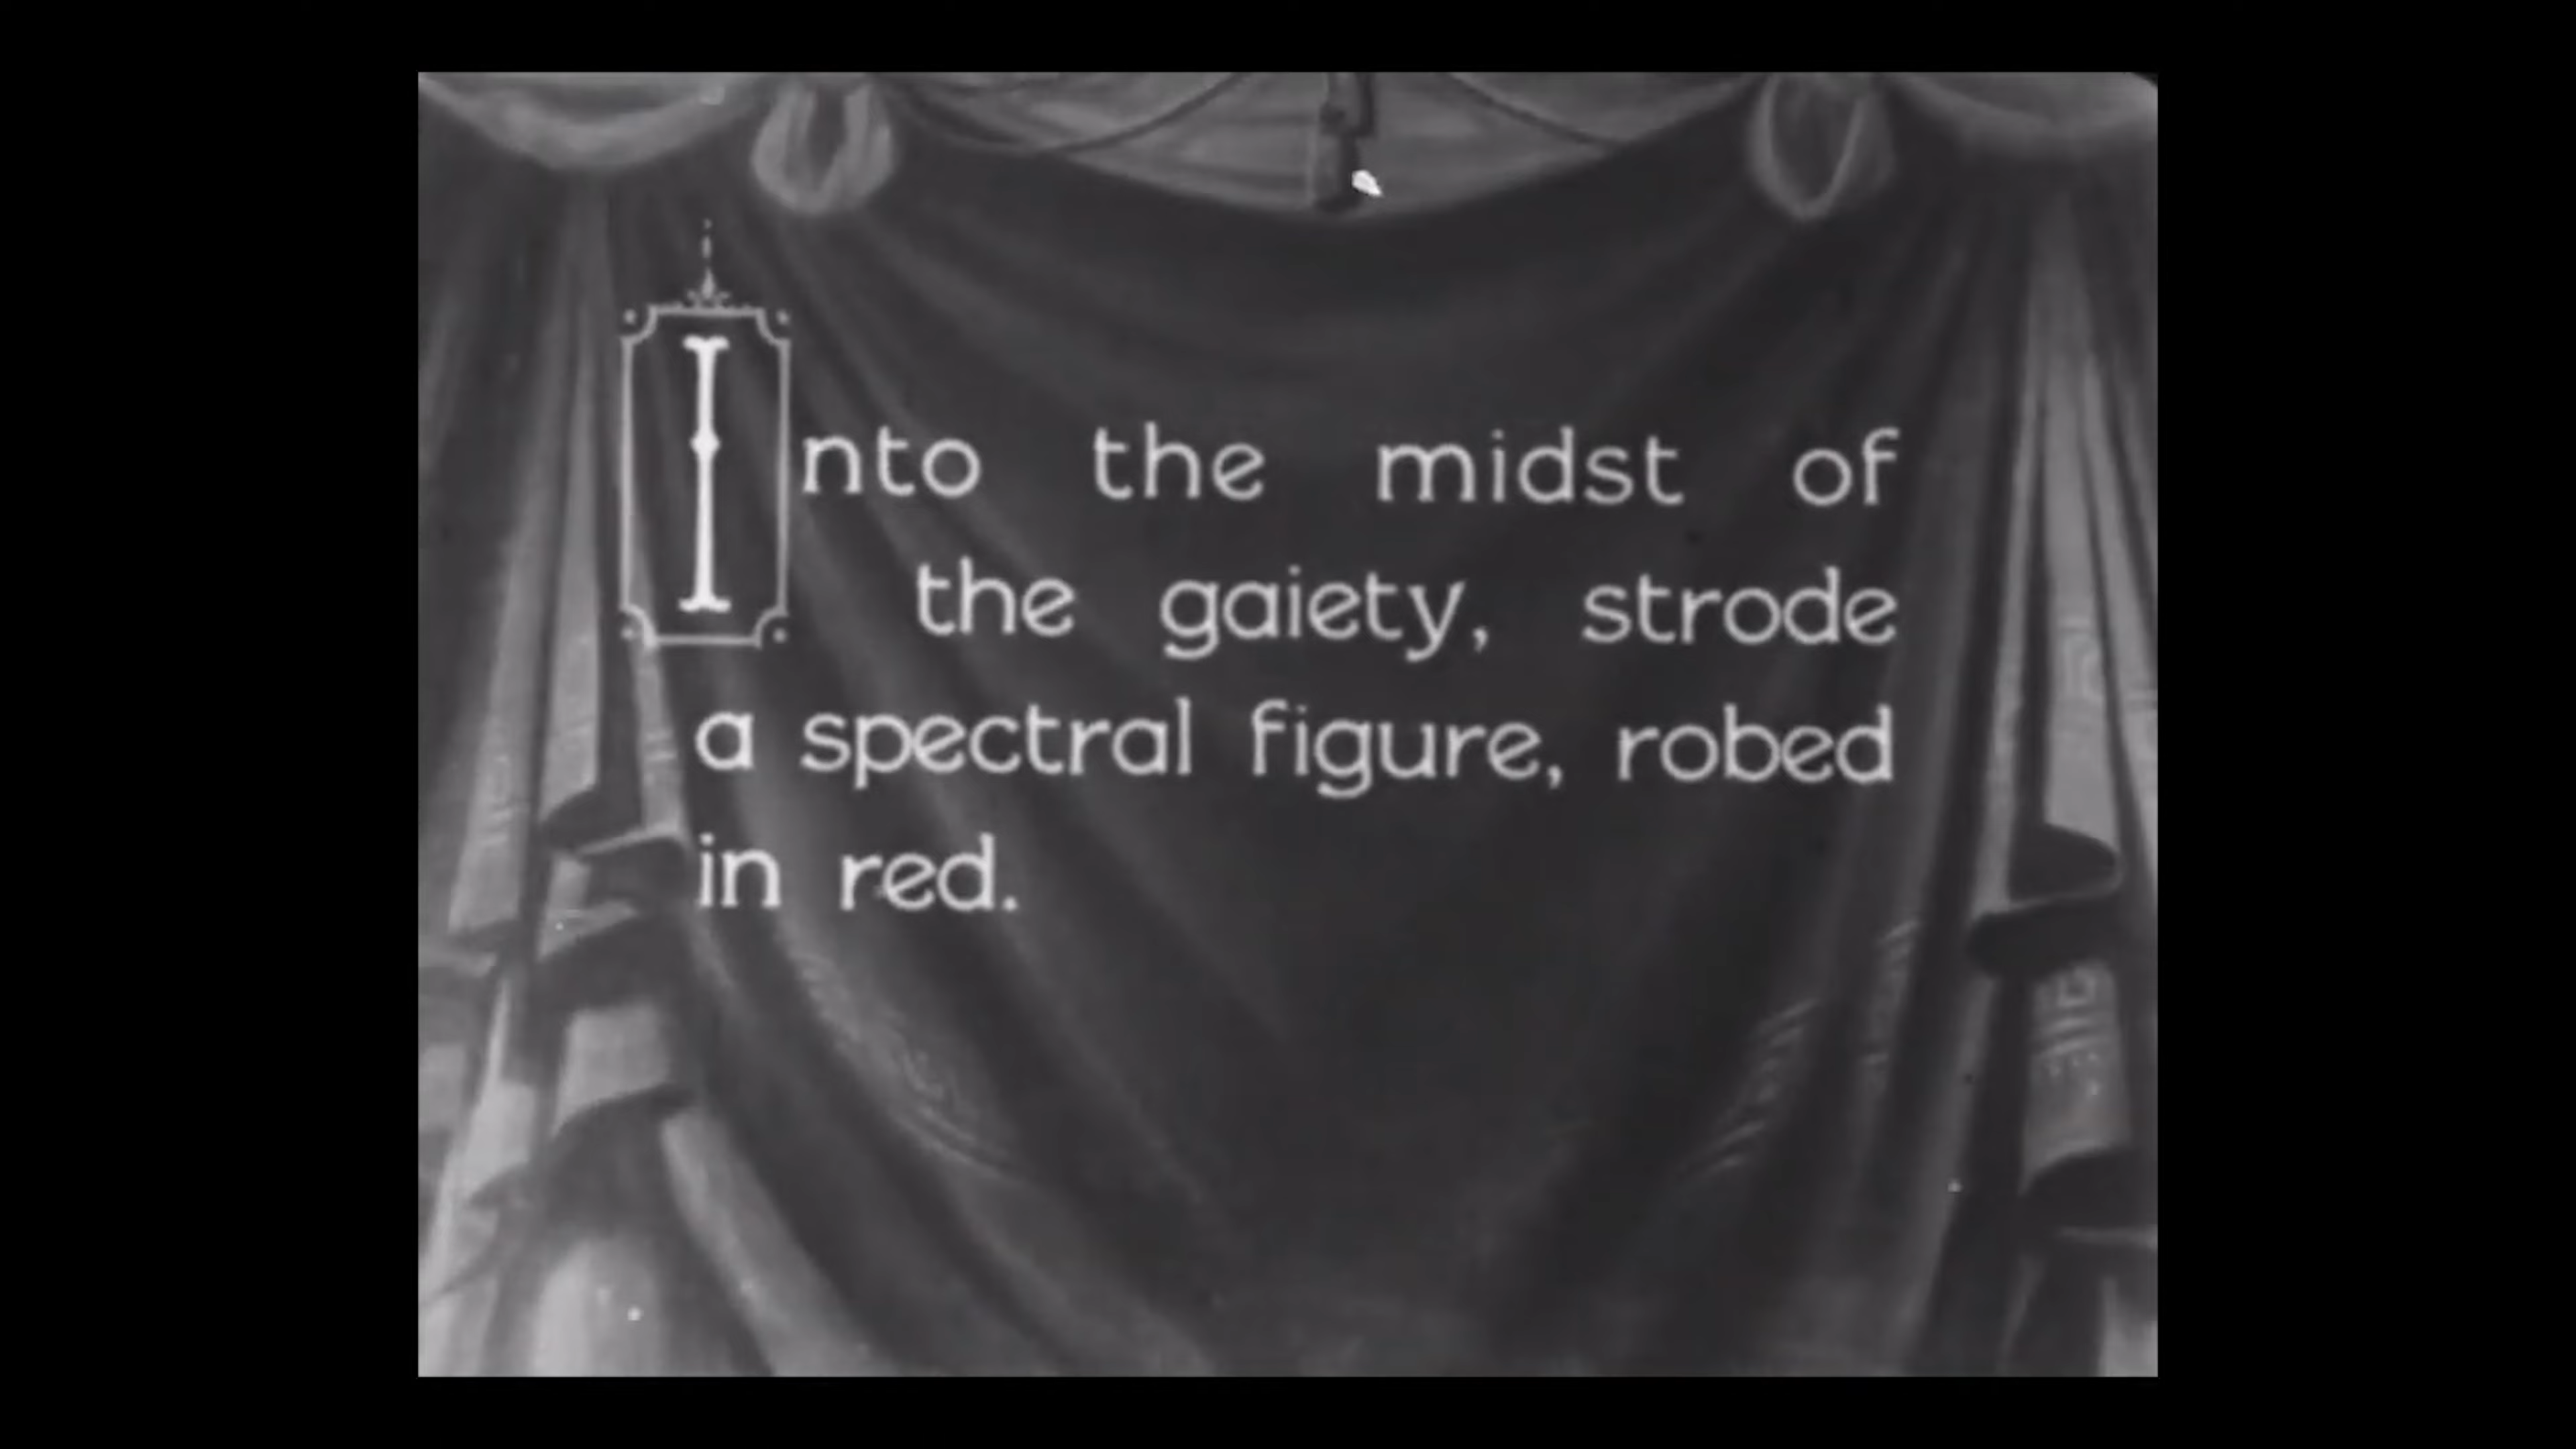 Into the midst of
the gaiety, strode
a spectral figure, robed
in red.